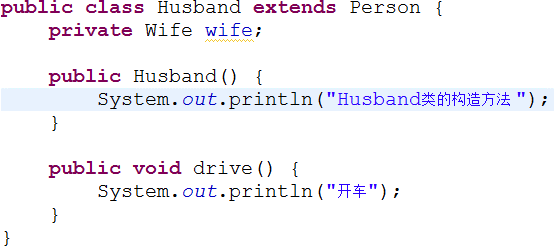 public class Husband extends Person {
    private Wife wife;

    public Husband() {
        System.out.println("Husband类的构造方法 ");
    }

    public void drive() {
        System.out.println("开车");
    }
}